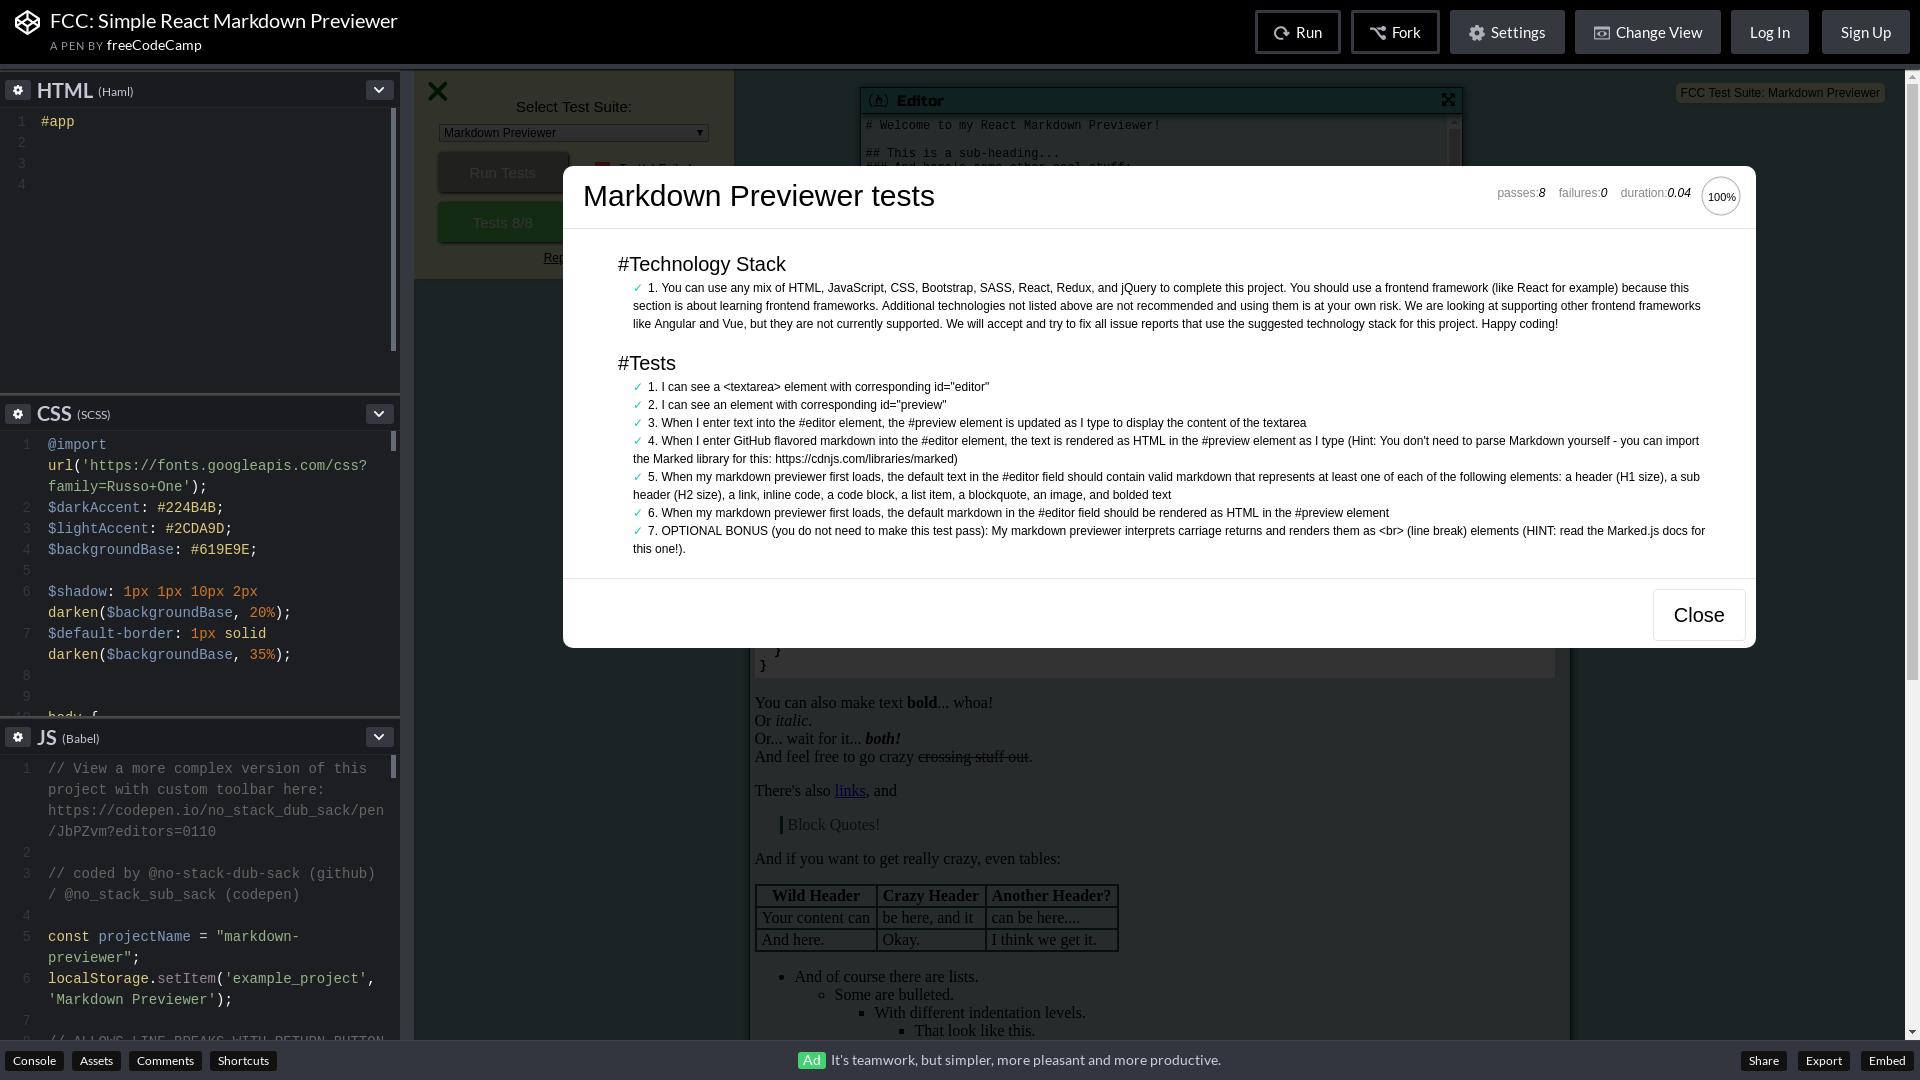 FCC: Simple React Markdown Previewer
A PEN BY freeCodeCamp
Run
Fork
Settings
Change View
Log In
Sign Up
HTML (Haml)
1 #app
2
3
4
CSS (SCSS)
1 @import
url('https://fonts.googleapis.com/css?
family=Russo+One');
2 $darkAccent: #224B4B;
3 $lightAccent: #2CDA9D;
4 $backgroundBase: #619E9E;
5
6 $shadow: 1px 1px 10px 2px
darken($backgroundBase, 20%);
7 $default-border: 1px solid
darken($backgroundBase, 35%);
8
9
10 body {
JS (Babel)
1 // View a more complex version of this
project with custom toolbar here:
https://codepen.io/no_stack_dub_sack/pen
/JbPZvm?editors=0110
2
3 // coded by @no-stack-dub-sack (github)
/ @no_stack_sub_sack (codepen)
4
5 const projectName = "markdown-
previewer";
6 localStorage.setItem('example_project',
'Markdown Previewer');
7
// ALLOWS LINE BREAKS WITH RETURN BUTTON
Select Test Suite:
Markdown Previewer
Run Tests
Tests 8/8
Editor
FCC Test Suite: Markdown Previewer
# Welcome to my React Markdown Previewer!
## This is a sub-heading...
Markdown Previewer tests
passes:8 failures:0 duration:0.04 100%
#Technology Stack
✓ 1. You can use any mix of HTML, JavaScript, CSS, Bootstrap, SASS, React, Redux, and jQuery to complete this project. You should use a frontend framework (like React for example) because this
section is about learning frontend frameworks. Additional technologies not listed above are not recommended and using them is at your own risk. We are looking at supporting other frontend frameworks
like Angular and Vue, but they are not currently supported. We will accept and try to fix all issue reports that use the suggested technology stack for this project. Happy coding!
#Tests
✓ 1. I can see a <textarea> element with corresponding id="editor"
✓ 2. I can see an element with corresponding id="preview"
✓ 3. When I enter text into the #editor element, the #preview element is updated as I type to display the content of the textarea
✓ 4. When I enter GitHub flavored markdown into the #editor element, the text is rendered as HTML in the #preview element as I type (Hint: You don't need to parse Markdown yourself - you can import
the Marked library for this: https://cdnjs.com/libraries/marked)
✓ 5. When my markdown previewer first loads, the default text in the #editor field should contain valid markdown that represents at least one of each of the following elements: a header (H1 size), a sub
header (H2 size), a link, inline code, a code block, a list item, a blockquote, an image, and bolded text
✓ 6. When my markdown previewer first loads, the default markdown in the #editor field should be rendered as HTML in the #preview element
✓ 7. OPTIONAL BONUS (you do not need to make this test pass): My markdown previewer interprets carriage returns and renders them as <br> (line break) elements (HINT: read the Marked.js docs for
this one!).
Close
}
}
You can also make text bold... whoa!
Or italic.
Or... wait for it... both!
And feel free to go crazy crossing stuff out.
There's also links, and
Block Quotes!
And if you want to get really crazy, even tables:
Wild Header Crazy Header Another Header?
Your content can be here, and it can be here....
And here. Okay. I think we get it.
And of course there are lists.
Some are bulleted.
With different indentation levels.
That look like this.
Console
Assets
Comments
Shortcuts
Ad It's teamwork, but simpler, more pleasant and more productive.
Share
Export
Embed